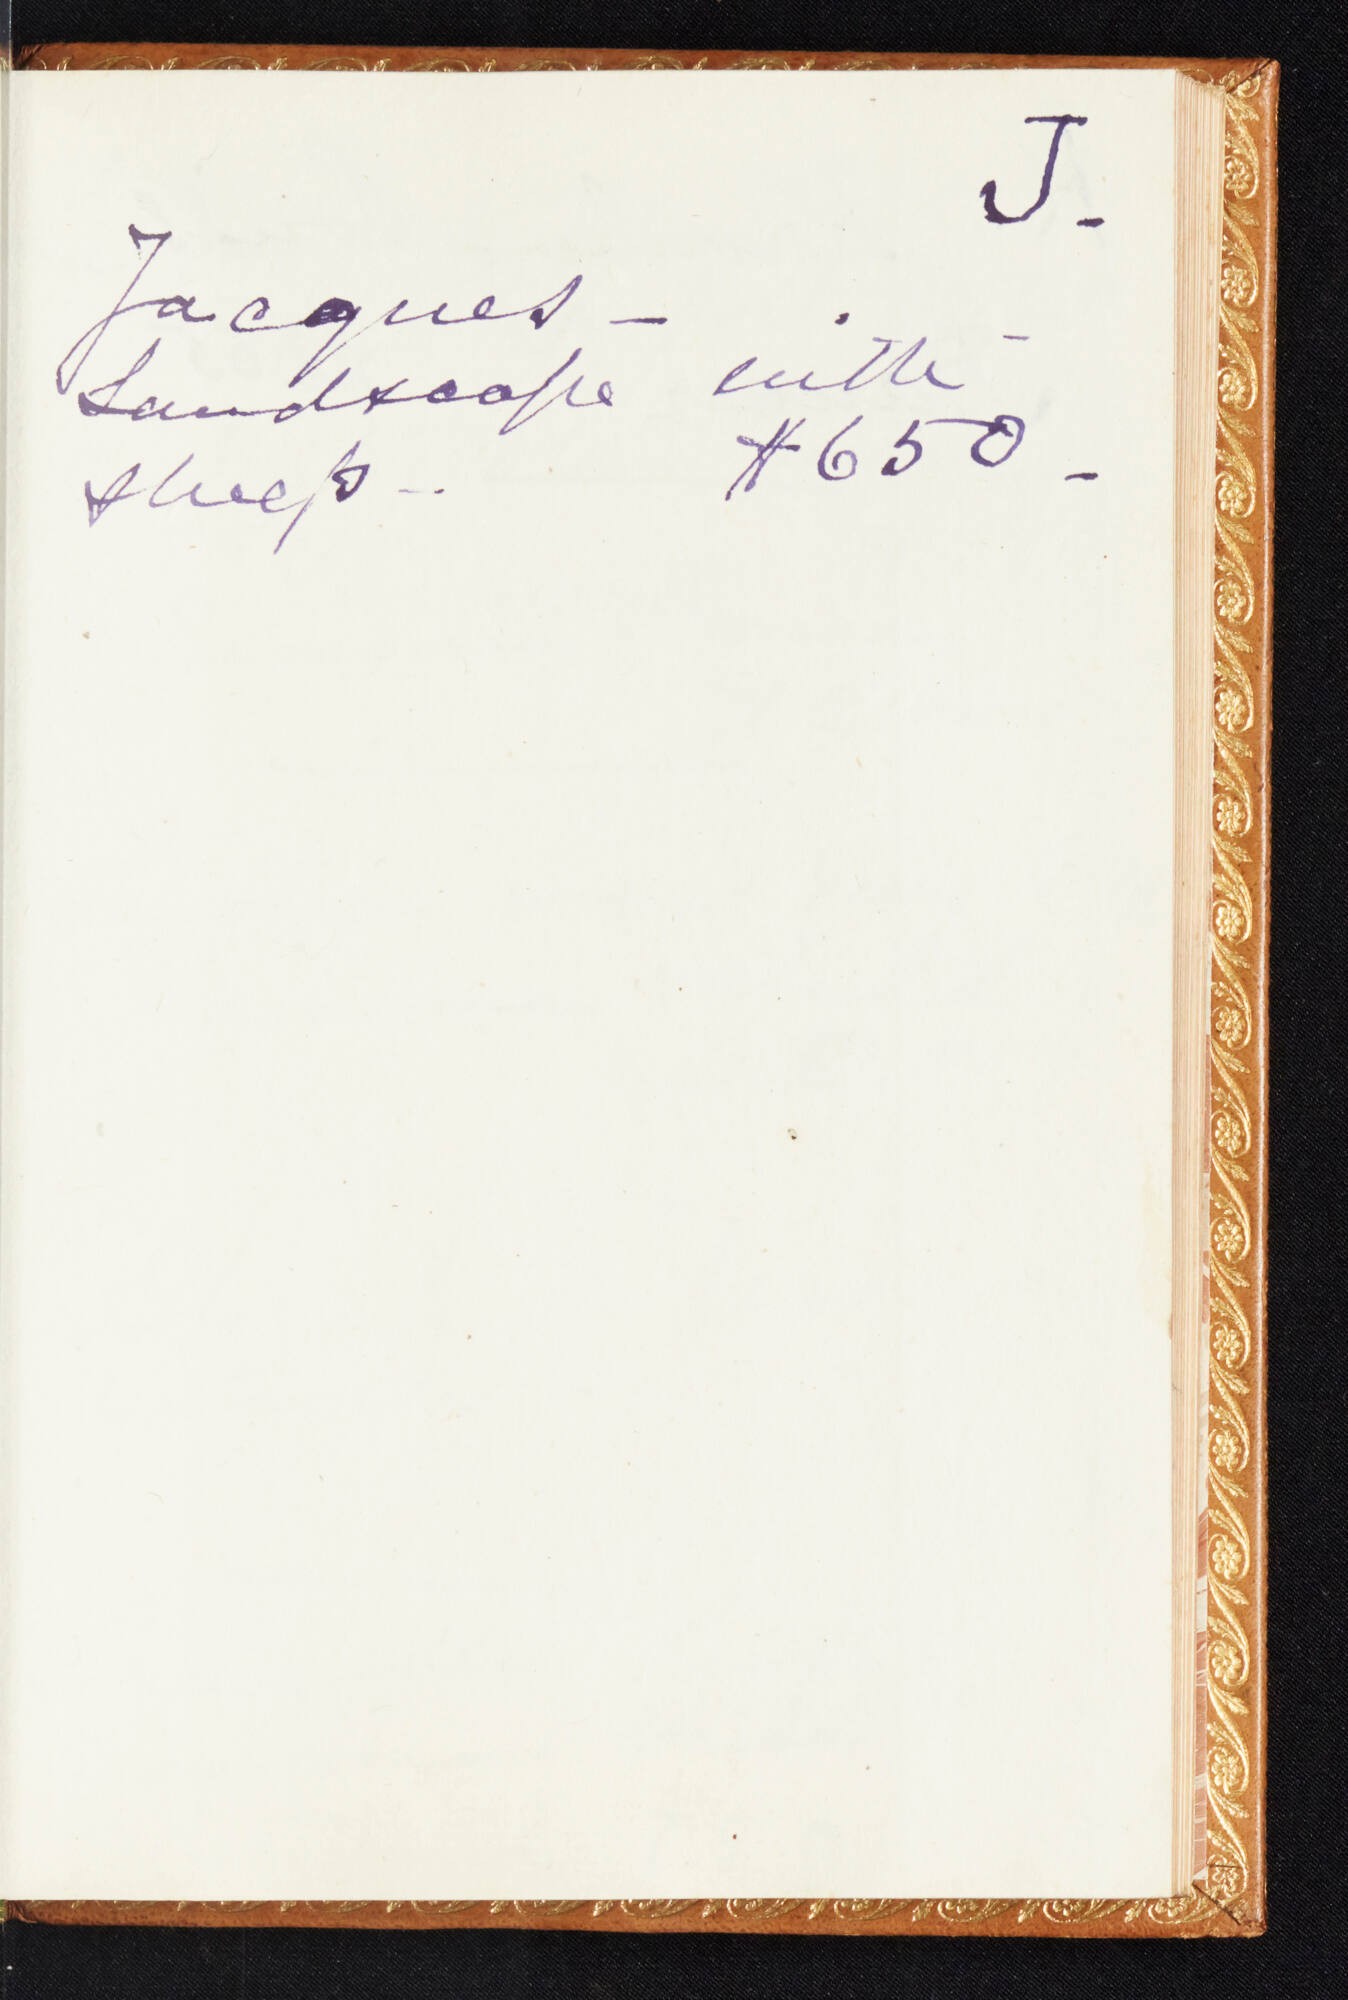 J.
Jacques -
Landscape with -
sheep - $650 -